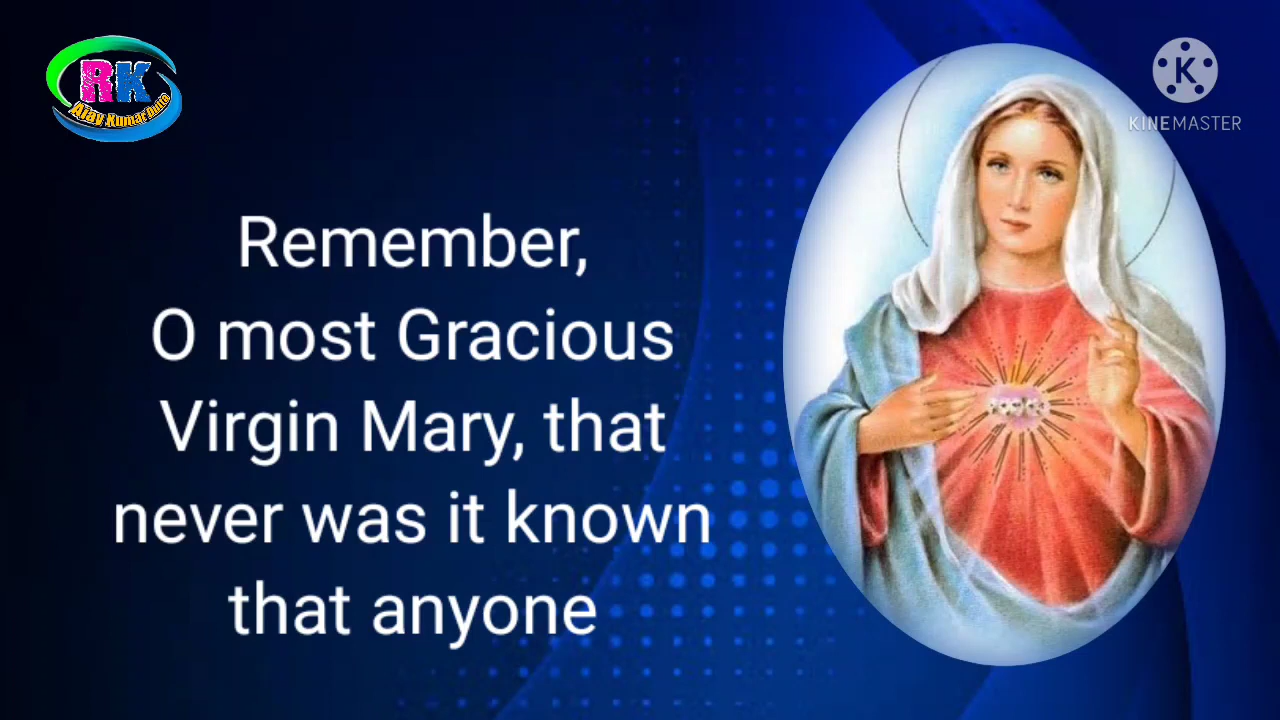 RK
Ajay Kumar
Remember,
O most Gracious
Virgin Mary, that
never was it known
that anyone
K
KINEMASTER